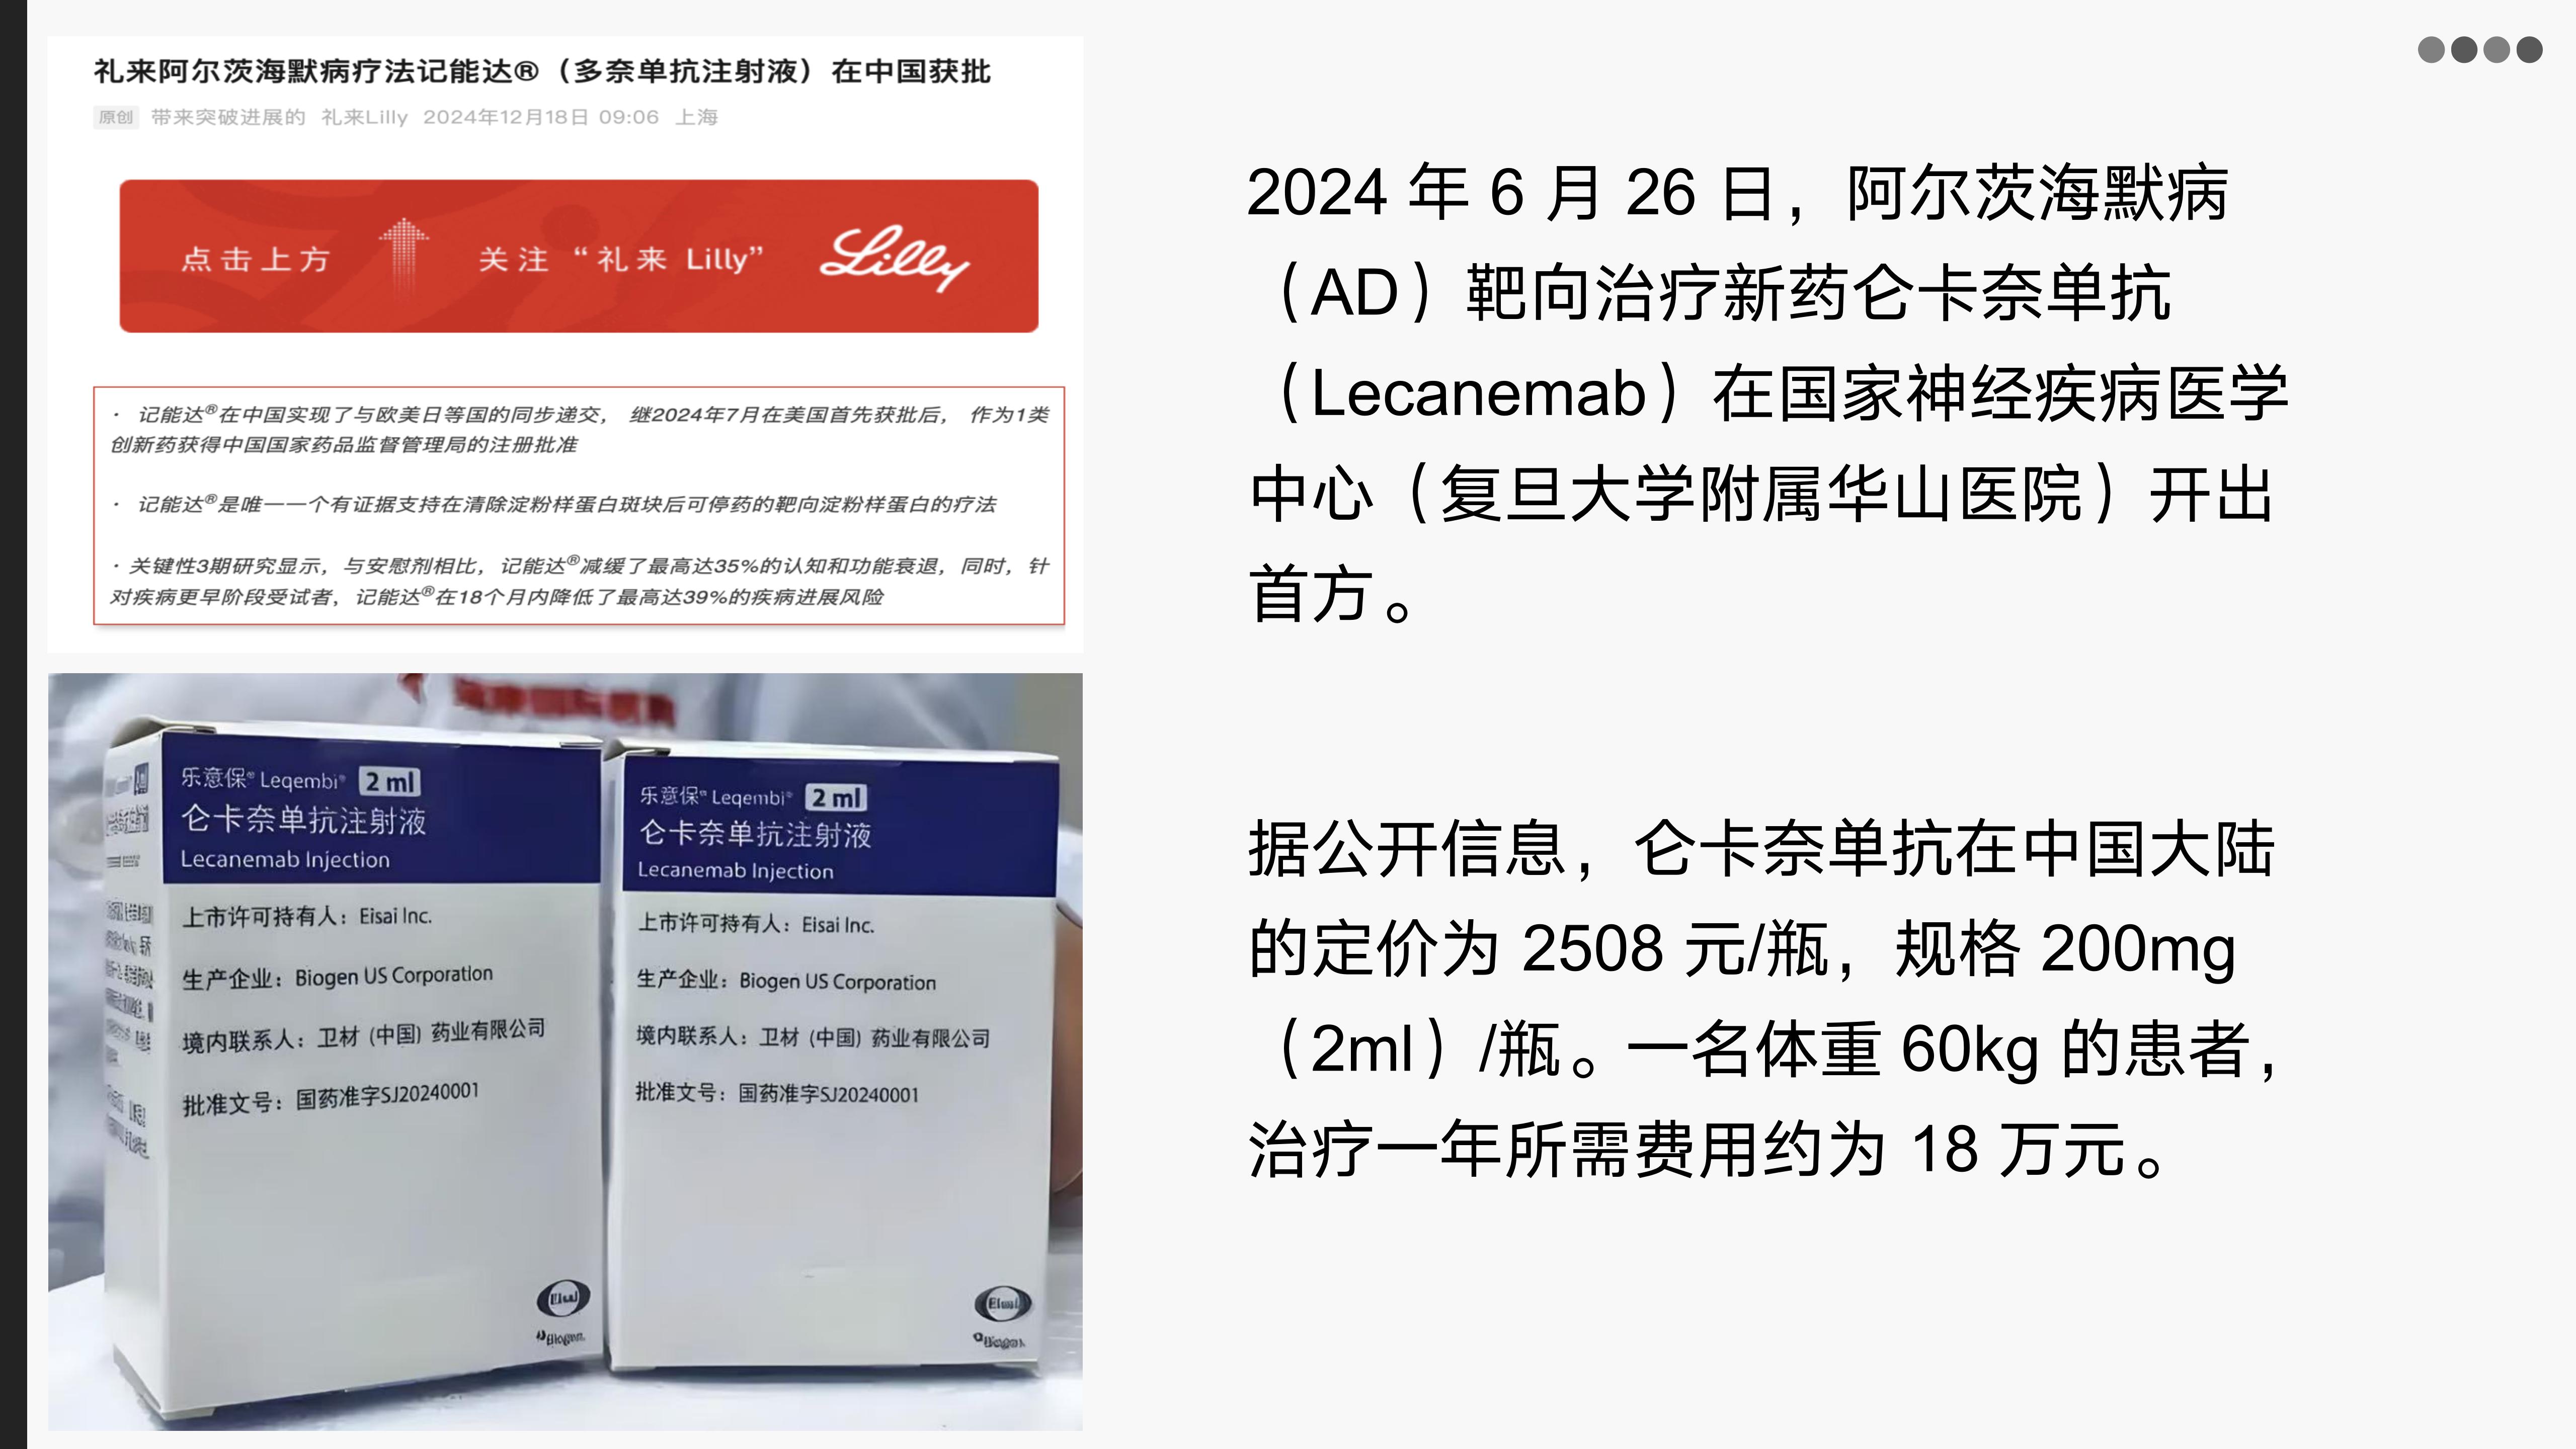 礼来阿尔茨海默病疗法记能达®（多奈单抗注射液）在中国获批
原创 带来突破进展的 礼来Lilly 2024年12月18日 09:06 上海
点击上方 关注 “礼来 Lilly” Lilly
· 记能达®在中国实现了与欧美日等国的同步递交， 继2024年7月在美国首先获批后， 作为1类
创新药获得中国国家药品监督管理局的注册批准
· 记能达®是唯一一个有证据支持在清除淀粉样蛋白斑块后可停药的靶向淀粉样蛋白的疗法
· 关键性3期研究显示，与安慰剂相比，记能达®减缓了最高达35%的认知和功能衰退，同时，针
对疾病更早阶段受试者，记能达®在18个月内降低了最高达39%的疾病进展风险
乐意保® Leqembi® 2 ml
仑卡奈单抗注射液
Lecanemab Injection
上市许可持有人：Eisai Inc.
生产企业：Biogen US Corporation
境内联系人：卫材（中国）药业有限公司
批准文号：国药准字SJ20240001
Biogen
乐意保® Leqembi® 2 ml
仑卡奈单抗注射液
Lecanemab Injection
上市许可持有人：Eisai Inc.
生产企业：Biogen US Corporation
境内联系人：卫材（中国）药业有限公司
批准文号：国药准字SJ20240001
2024 年 6 月 26 日，阿尔茨海默病
（AD）靶向治疗新药仑卡奈单抗
（Lecanemab）在国家神经疾病医学
中心（复旦大学附属华山医院）开出
首方。
据公开信息，仑卡奈单抗在中国大陆
的定价为 2508 元/瓶，规格 200mg
（2ml）/瓶。一名体重 60kg 的患者，
治疗一年所需费用约为 18 万元。